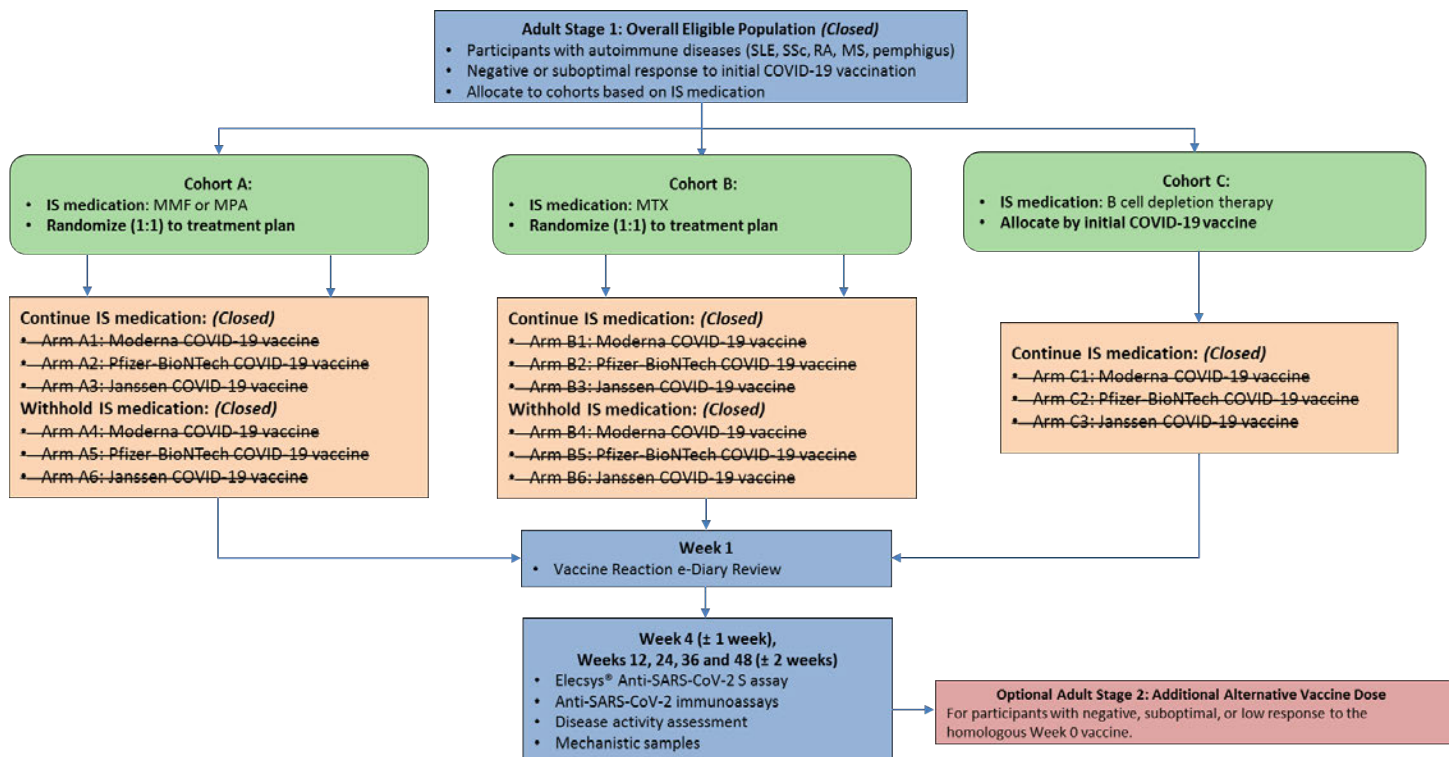 Adult Stage 1: Overall Eligible Population (Closed)
• Participants with autoimmune diseases (SLE, SSc, RA, MS, pemphigus)
• Negative or suboptimal response to initial COVID-19 vaccination
• Allocate to cohorts based on IS medication
Cohort A:
• IS medication: MMF or MPA
• Randomize (1:1) to treatment plan
Cohort B:
• IS medication: MTX
• Randomize (1:1) to treatment plan
Cohort C:
• IS medication: B cell depletion therapy
• Allocate by initial COVID-19 vaccine
Continue IS medication: (Closed)
• Arm A1: Moderna COVID-19 vaccine
• Arm A2: Pfizer-BioNTech COVID-19 vaccine
• Arm A3: Janssen COVID-19 vaccine
Withhold IS medication: (Closed)
• Arm A4: Moderna COVID-19 vaccine
• Arm A5: Pfizer-BioNTech COVID-19 vaccine
• Arm A6: Janssen COVID-19 vaccine
Continue IS medication: (Closed)
• Arm B1: Moderna COVID-19 vaccine
• Arm B2: Pfizer-BioNTech COVID-19 vaccine
• Arm B3: Janssen COVID-19 vaccine
Withhold IS medication: (Closed)
• Arm B4: Moderna COVID-19 vaccine
• Arm B5: Pfizer-BioNTech COVID-19 vaccine
• Arm B6: Janssen COVID-19 vaccine
Continue IS medication: (Closed)
• Arm C1: Moderna COVID-19 vaccine
• Arm C2: Pfizer-BioNTech COVID-19 vaccine
• Arm C3: Janssen COVID-19 vaccine
Week 1
• Vaccine Reaction e-Diary Review
Week 4 (± 1 week),
Weeks 12, 24, 36 and 48 (± 2 weeks)
• Elecsys® Anti-SARS-CoV-2 S assay
• Anti-SARS-CoV-2 immunoassays
• Disease activity assessment
• Mechanistic samples
Optional Adult Stage 2: Additional Alternative Vaccine Dose
For participants with negative, suboptimal, or low response to the
homologous Week 0 vaccine.